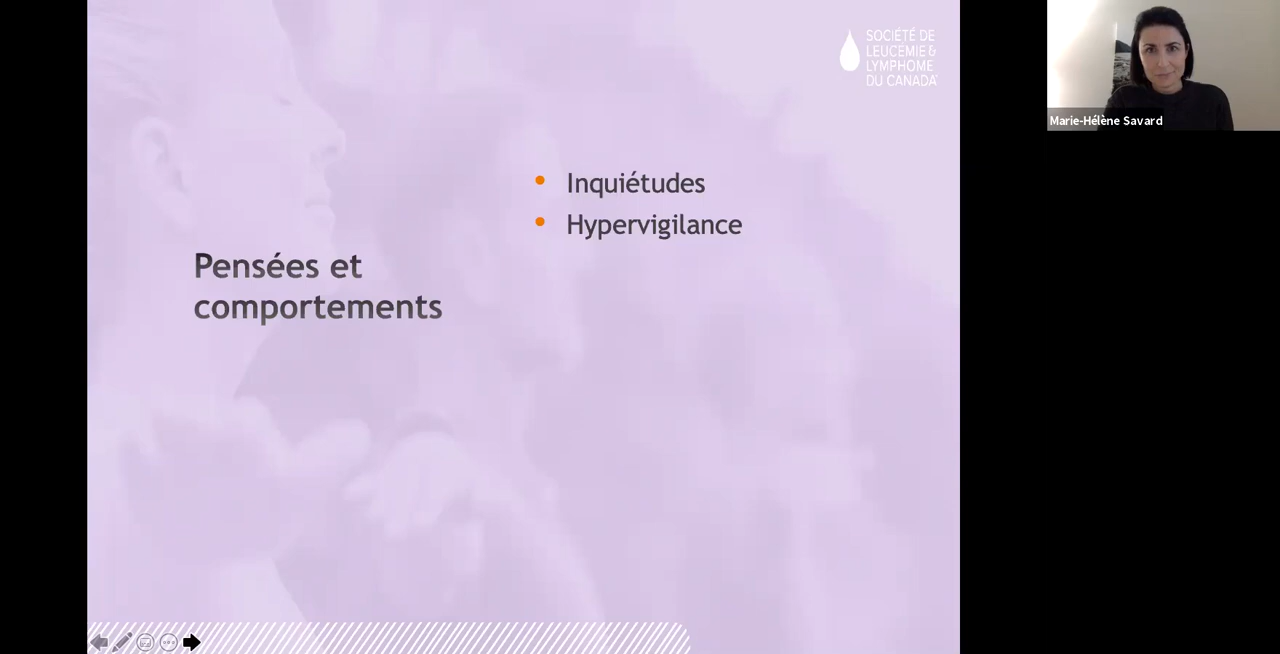 SOCIÉTÉ DE
LEUCÉMIE &
LYMPHOME
DU CANADA
Marie-Hélène Savard
• Inquiétudes
• Hypervigilance
Pensées et
comportements